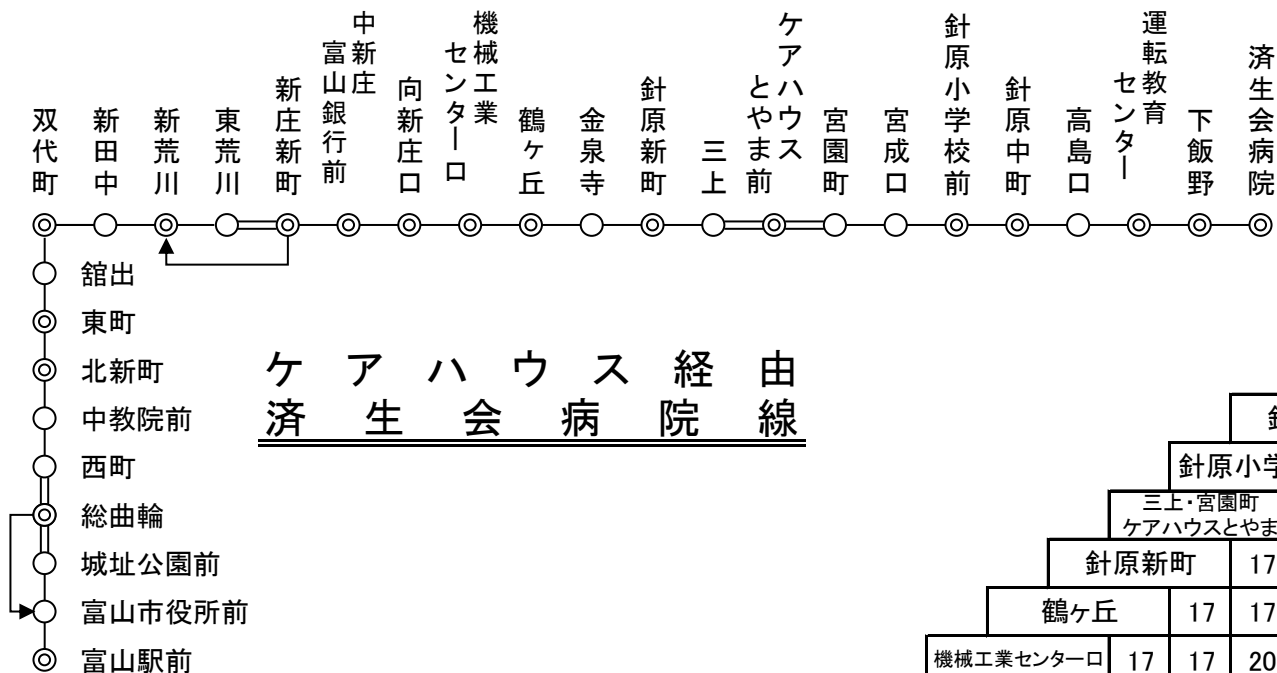 双代町
新田中
新荒川
東荒川
新庄新町
中新庄
富山銀行前
向新庄口
機械工業
センター口
鶴ヶ丘
金泉寺
針原新町
三上
ケアハウス
とやま前
宮園町
宮成口
針原小学校前
針原中町
高島口
運転教育
センター
下飯野
済生会病院
舘出
東町
北新町
中教院前
西町
総曲輪
城址公園前
富山市役所前
富山駅前
ケアハウス経由
済生会病院線
針原小学
三上・宮園町
ケアハウスとやま
針原新町 17
鶴ヶ丘 17 17
機械工業センター口 17 17 20